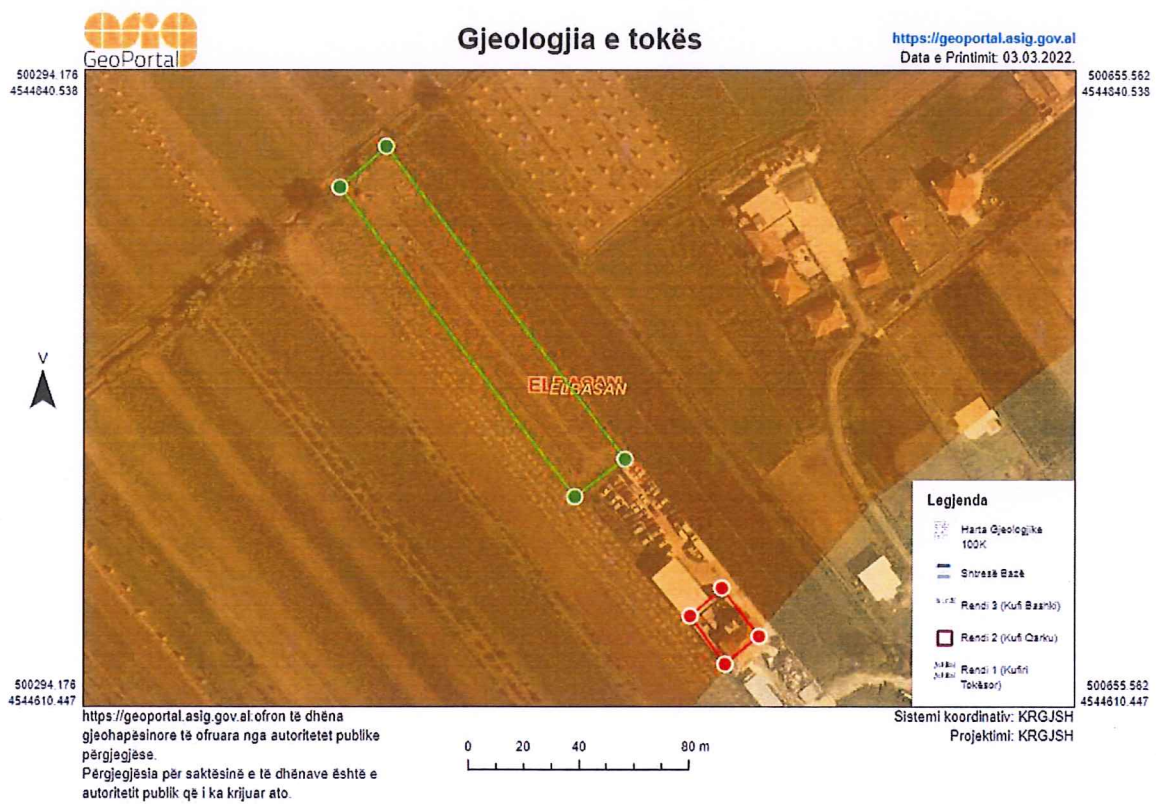 asig
GeoPortal
Gjeologjia e tokës
https://geoportal.asig.gov.al
Data e Printimit: 03.03.2022.
500294.176
4544840.538
500655.562
4544840.538
V
ELBASAN
ELBASAN
Legjenda
Harta Gjeologjike
100K
Shtresë Bazë
Rendi 3 (Kufi Bashki)
Rendi 2 (Kufi Qarku)
Rendi 1 (Kufiri
Tokësor)
500294.176
4544610.447
500655.562
4544610.447
https://geoportal.asig.gov.al ofron të dhëna
gjeohapësinore të ofruara nga autoritetet publike
përgjegjëse.
Përgjegjësia për saktësinë e të dhënave është e
autoritetit publik që i ka krijuar ato.
0 20 40 80 m
Sistemi koordinativ: KRGJSH
Projektimi: KRGJSH